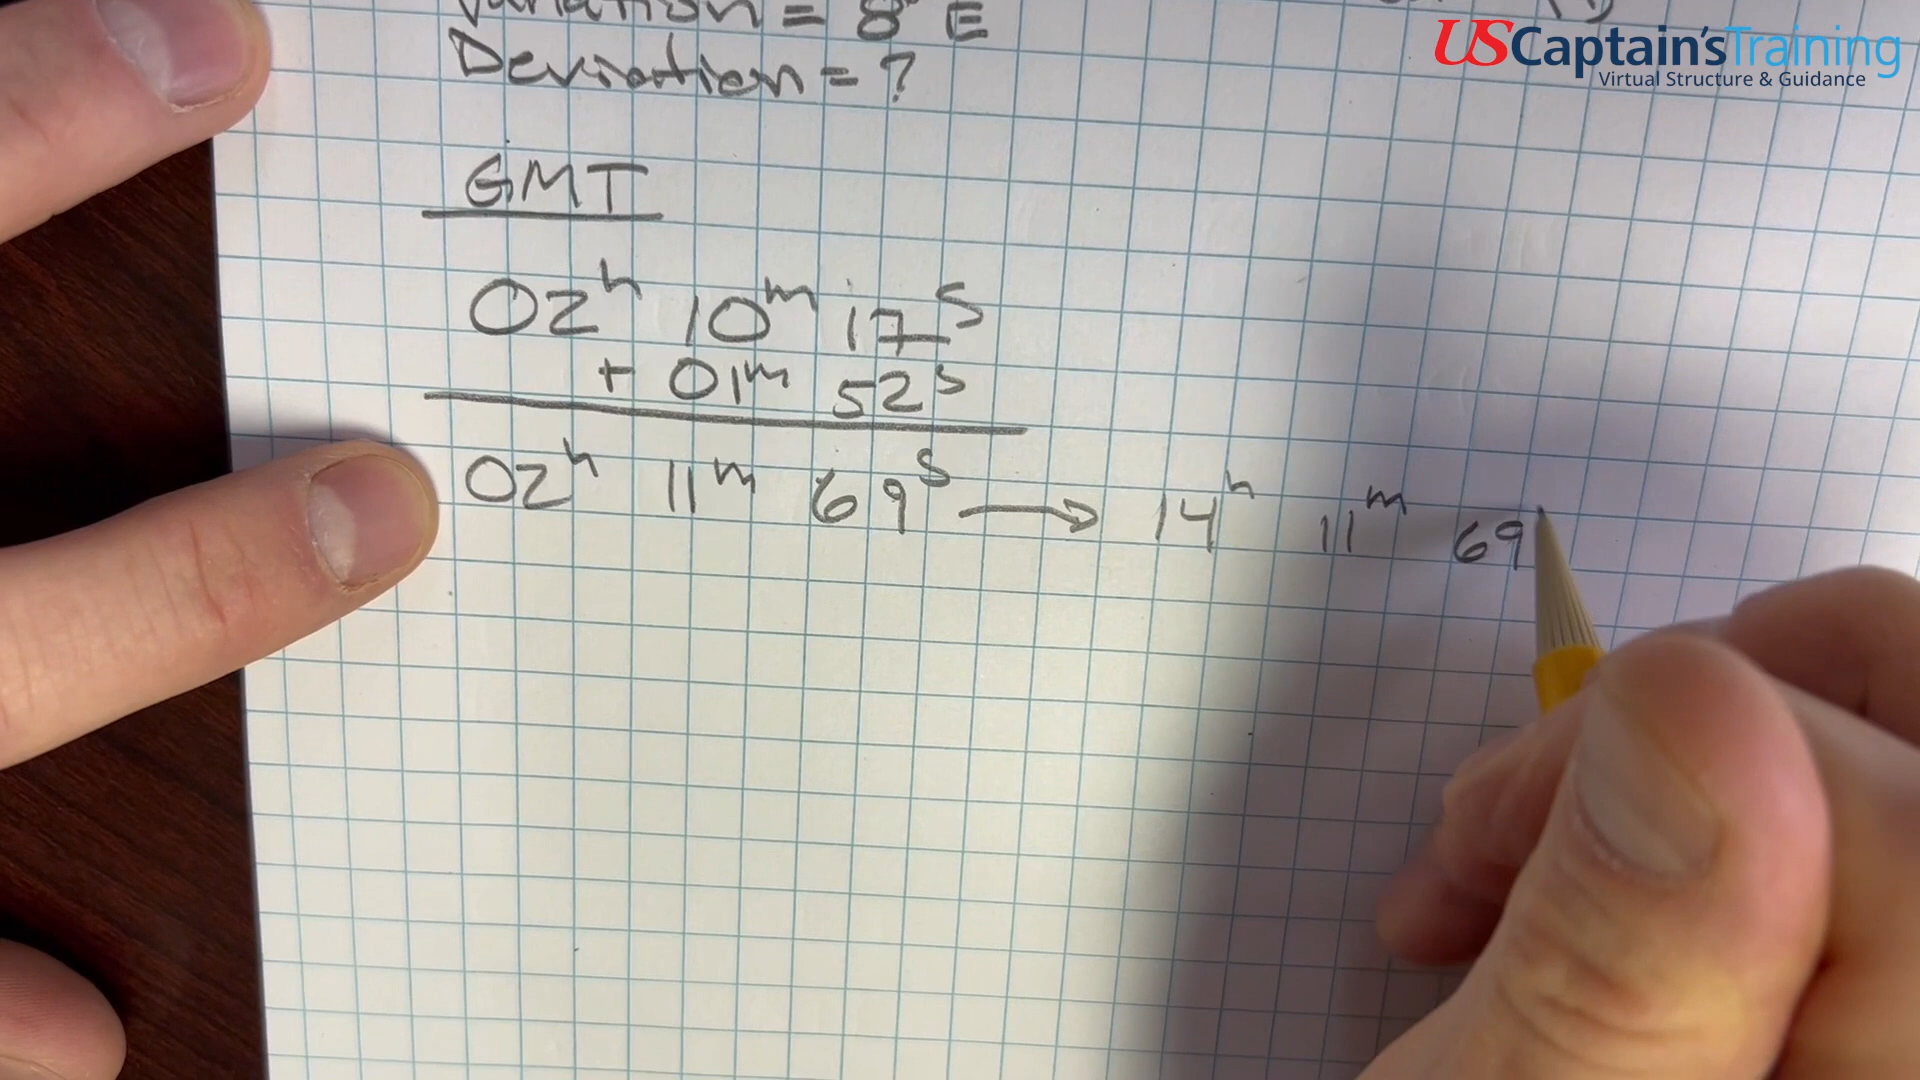 Variation = 8° E
USCaptain'sTraining
Virtual Structure & Guidance
Deviation = ?
GMT
02h 10m 17s
+ 01m 52s
02h 11m 69s → 14h 11m 69